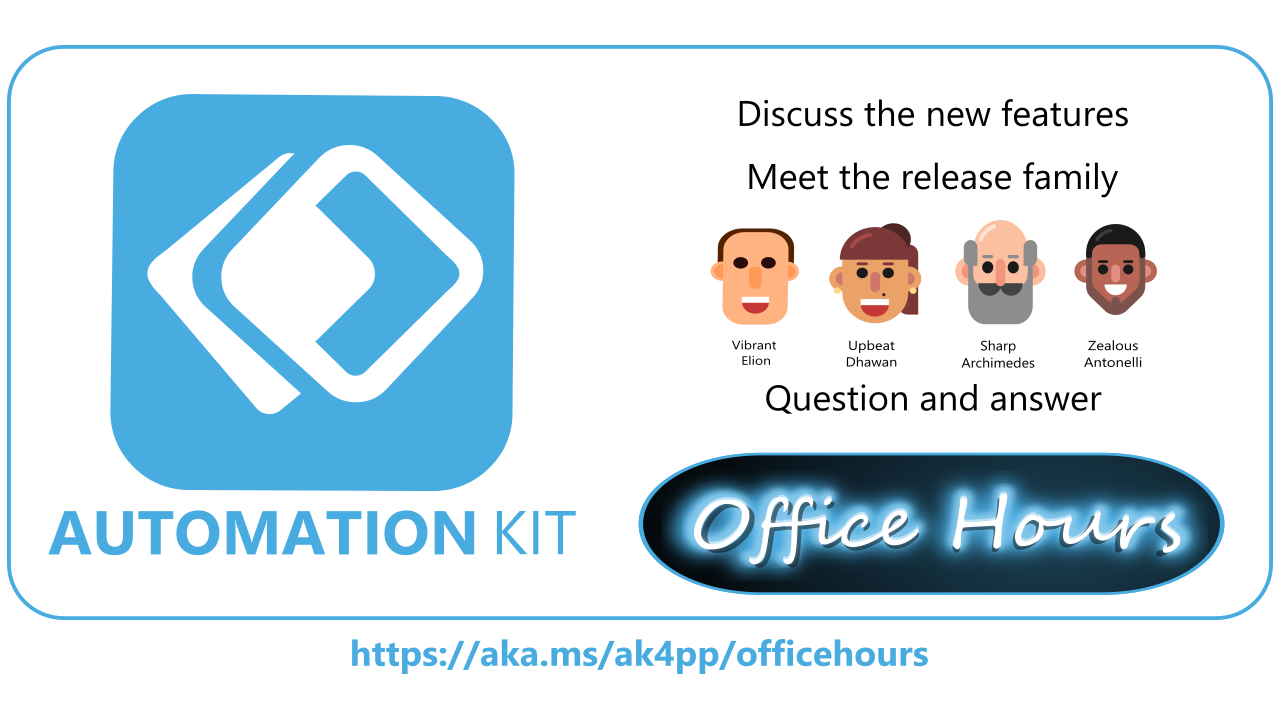 Discuss the new features
Meet the release family
Vibrant
Elion
Upbeat
Dhawan
Sharp
Archimedes
Zealous
Antonelli
Question and answer
AUTOMATION KIT
Office Hours
https://aka.ms/ak4pp/officehours